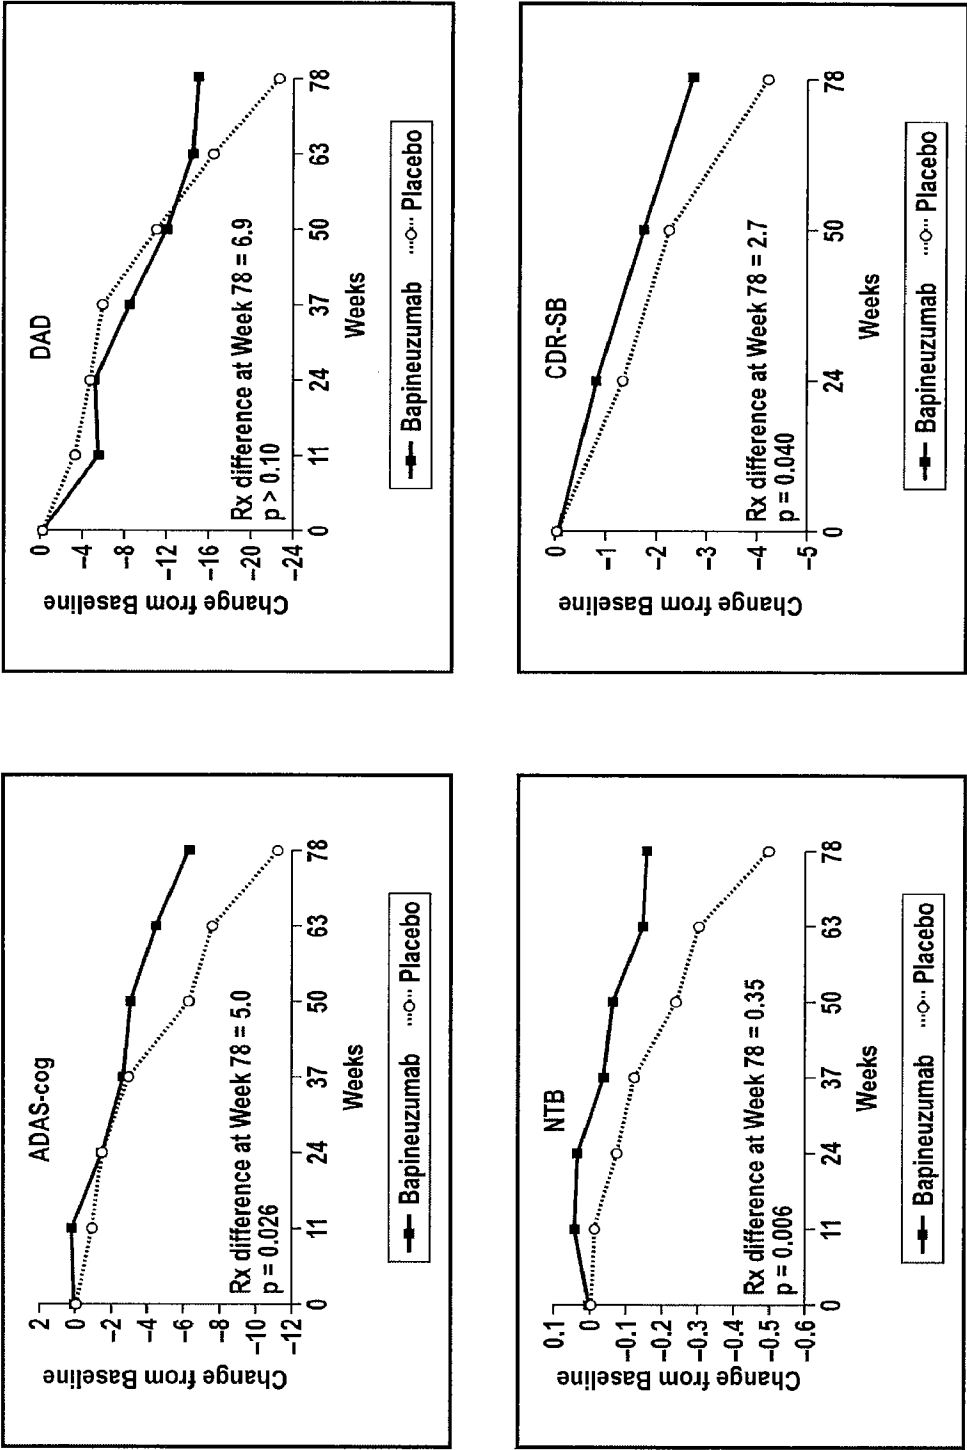 ADAS-cog
Change from Baseline
2
0
−2
−4
−6
−8
−10
−12
Rx difference at Week 78 = 5.0
p = 0.026
0 11 24 37 50 63 78
Weeks
Bapineuzumab Placebo
DAD
Change from Baseline
0
−4
−8
−12
−16
−20
−24
Rx difference at Week 78 = 6.9
p > 0.10
0 11 24 37 50 63 78
Weeks
Bapineuzumab Placebo
NTB
Change from Baseline
0.1
0
−0.1
−0.2
−0.3
−0.4
−0.5
−0.6
Rx difference at Week 78 = 0.35
p = 0.006
0 11 24 37 50 63 78
Weeks
Bapineuzumab Placebo
CDR-SB
Change from Baseline
0
−1
−2
−3
−4
−5
Rx difference at Week 78 = 2.7
p = 0.040
0 24 50 78
Weeks
Bapineuzumab Placebo